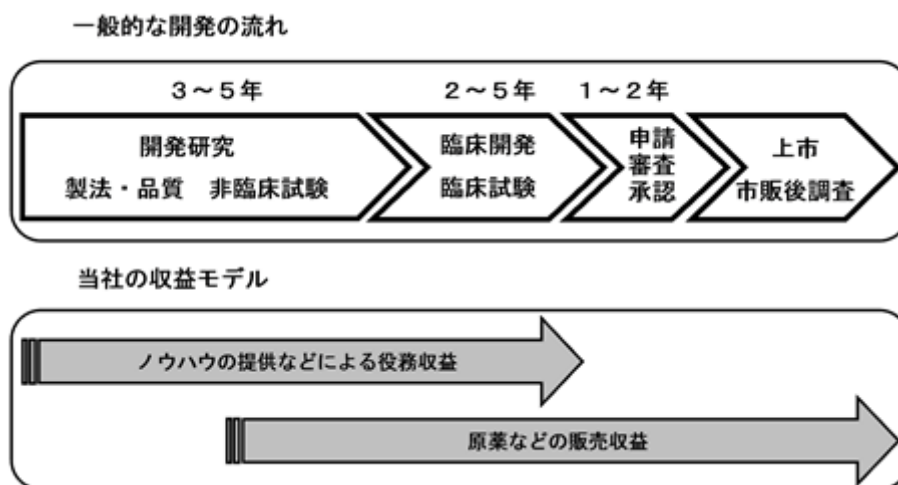 一般的な開発の流れ
3～5年
2～5年
1～2年
開発研究
製法・品質 非臨床試験
臨床開発
臨床試験
申請
審査
承認
上市
市販後調査
当社の収益モデル
ノウハウの提供などによる役務収益
原薬などの販売収益